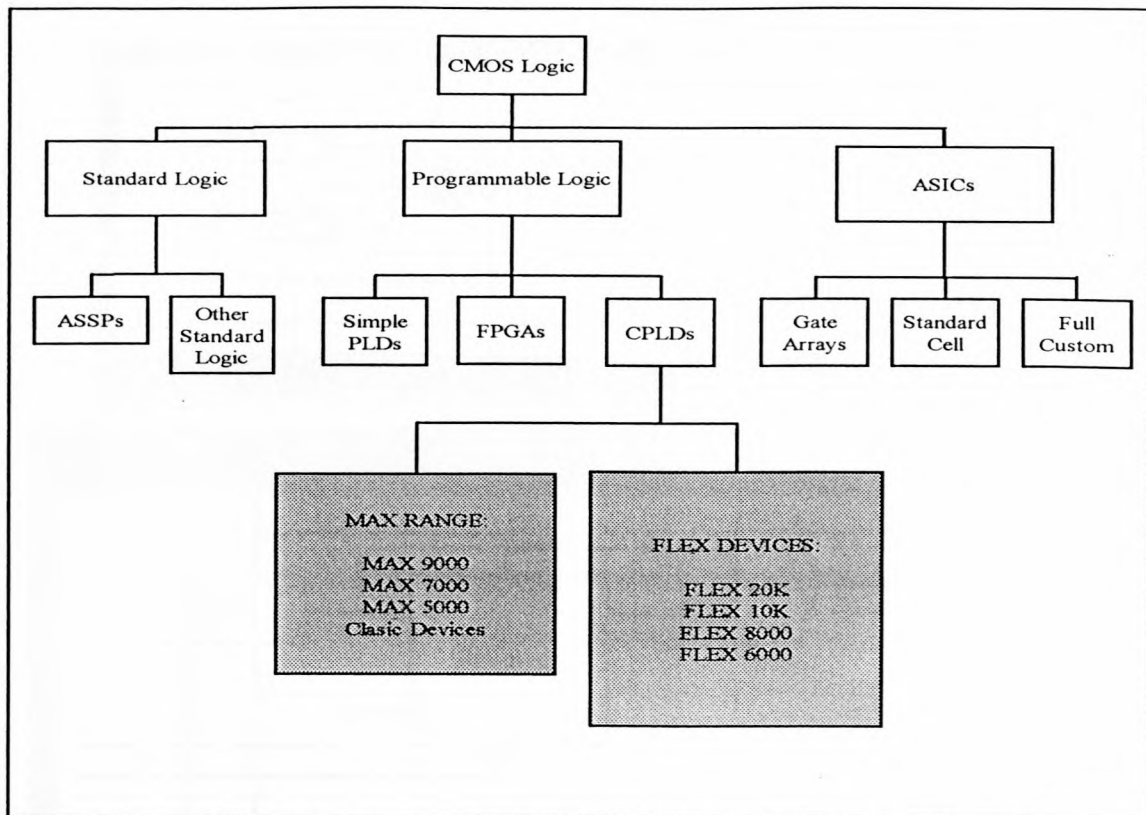 CMOS Logic
Standard Logic
Programmable Logic
ASICs
ASSPs
Other
Standard
Logic
Simple
PLDs
FPGAs
CPLDs
Gate
Arrays
Standard
Cell
Full
Custom
MAX RANGE:
MAX 9000
MAX 7000
MAX 5000
Clasic Devices
FLEX DEVICES:
FLEX 20K
FLEX 10K
FLEX 8000
FLEX 6000